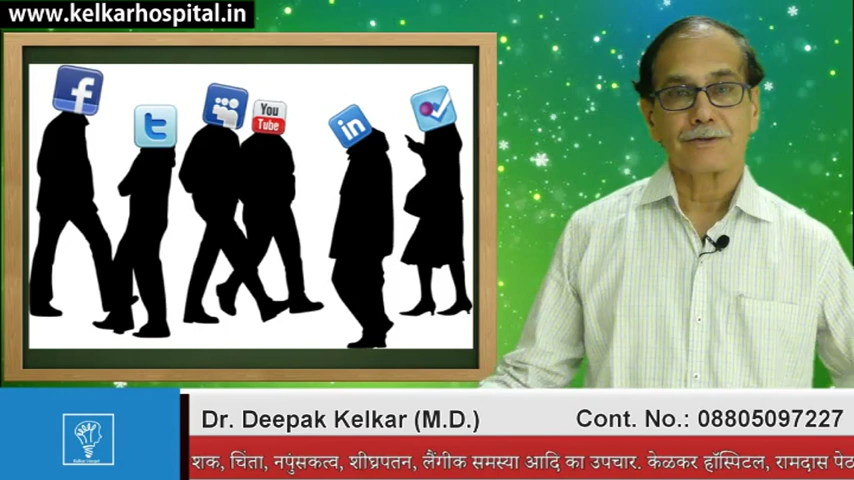 www.kelkarhospital.in
f
t
You
Tube
in
Dr. Deepak Kelkar (M.D.)
Cont. No.: 08805097227
शक, चिंता, नपुंसकत्व, शीघ्रपतन, लैंगीक समस्या आदि का उपचार. केळकर हॉस्पिटल, रामदास पेठ